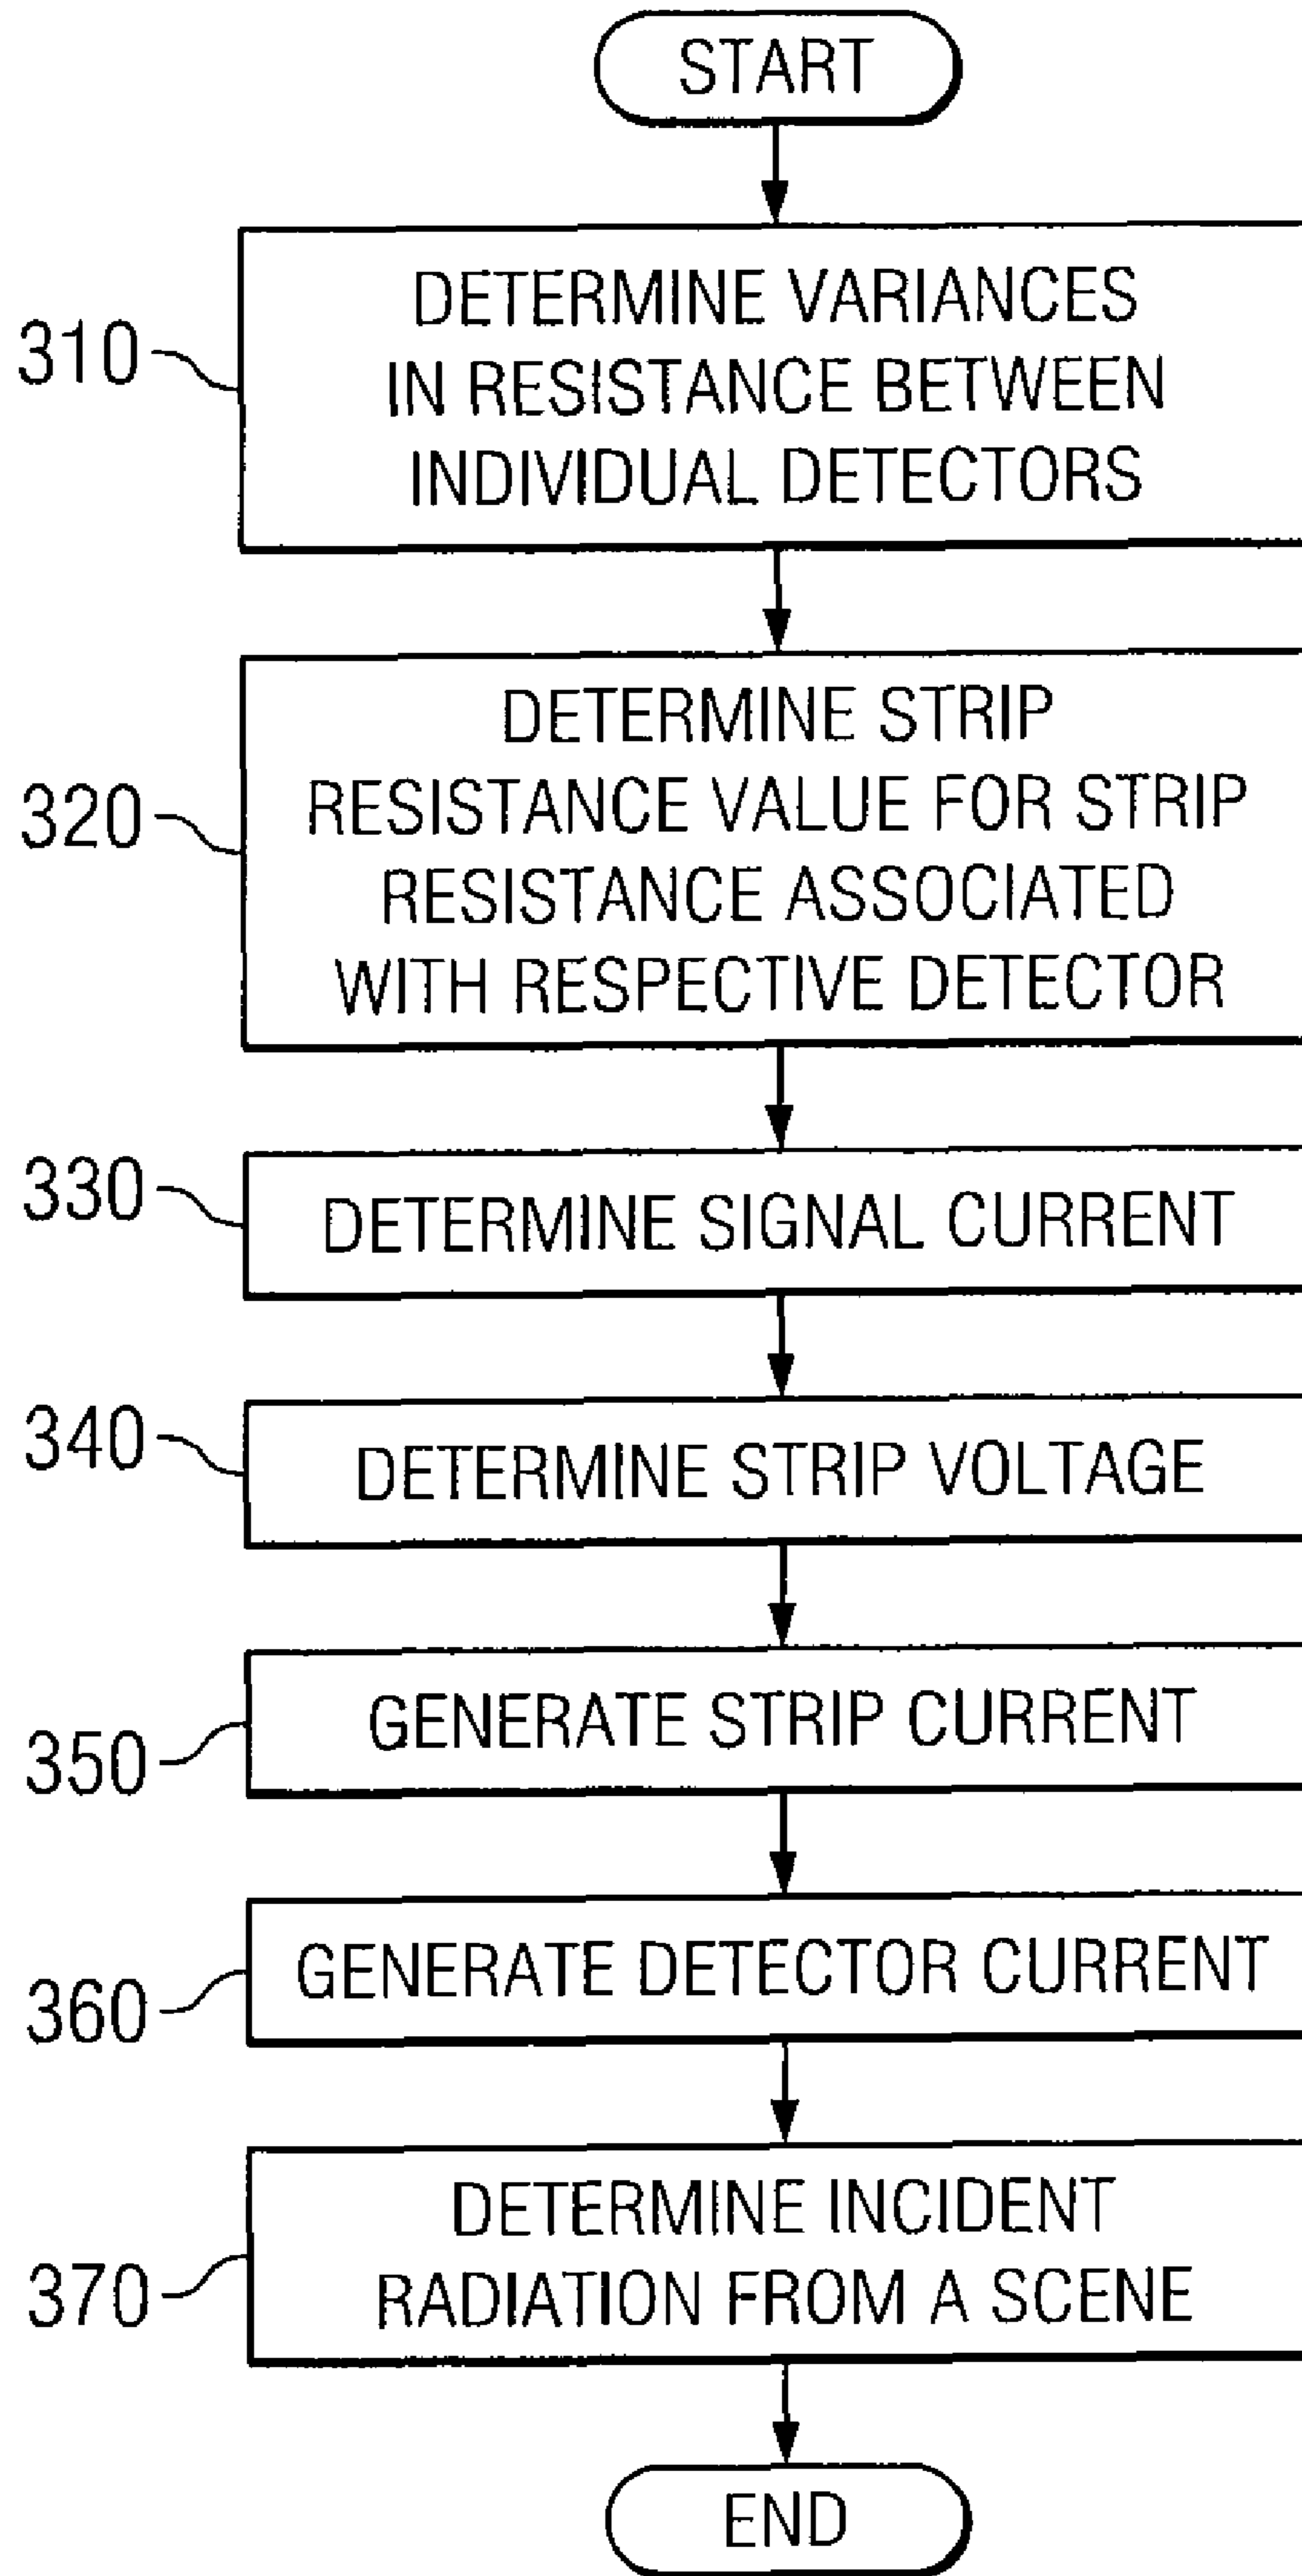 START
310
DETERMINE VARIANCES
IN RESISTANCE BETWEEN
INDIVIDUAL DETECTORS
320
DETERMINE STRIP
RESISTANCE VALUE FOR STRIP
RESISTANCE ASSOCIATED
WITH RESPECTIVE DETECTOR
330
DETERMINE SIGNAL CURRENT
340
DETERMINE STRIP VOLTAGE
350
GENERATE STRIP CURRENT
360
GENERATE DETECTOR CURRENT
370
DETERMINE INCIDENT
RADIATION FROM A SCENE
END